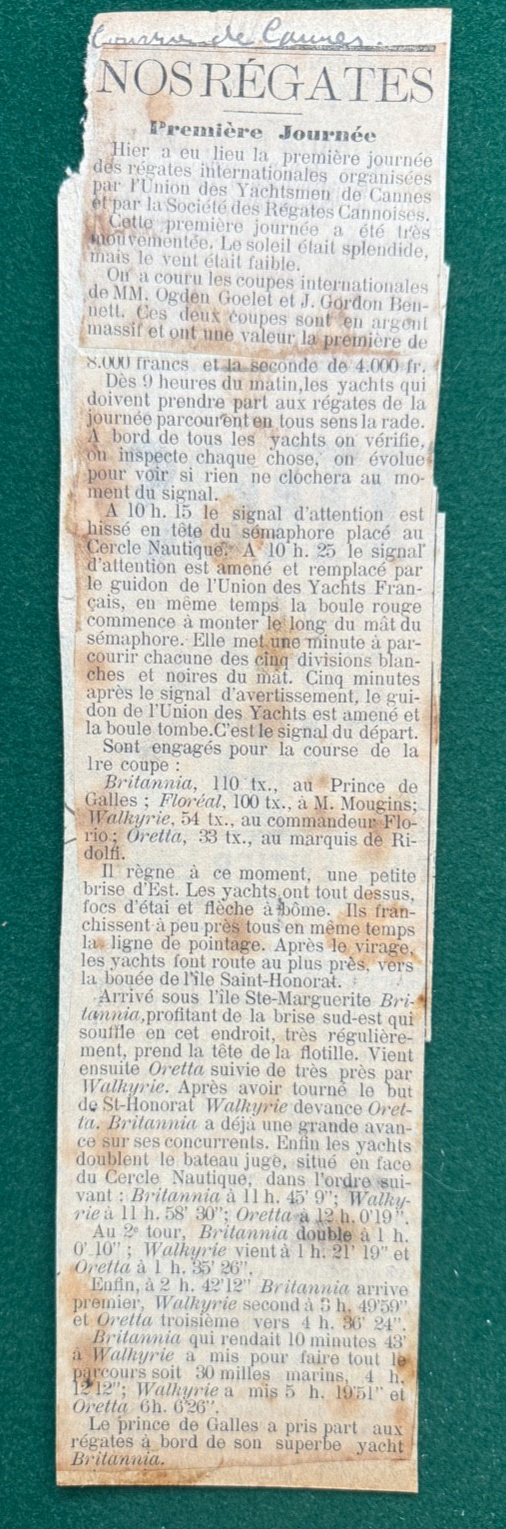 Courrier de Cannes.
NOS RÉGATES
Première Journée
Hier a eu lieu la première journée
des régates internationales organisées
par l'Union des Yachtsmen de Cannes
et par la Société des Régates Cannoises.
Cette première journée a été très
mouvementée. Le soleil était splendide,
mais le vent était faible.
On a couru les coupes internationales
de MM. Ogden Goelet et J. Gordon Ben-
nett. Ces deux coupes sont en argent
massif et ont une valeur la première de
8.000 francs et la seconde de 4.000 fr.
Dès 9 heures du matin,les yachts qui
doivent prendre part aux régates de la
journée parcourent en tous sens la rade.
A bord de tous les yachts on vérifie,
on inspecte chaque chose, on évolue
pour voir si rien ne clochera au mo-
ment du signal.
A 10 h. 15 le signal d'attention est
hissé en tête du sémaphore placé au
Cercle Nautique. A 10 h. 25 le signal
d'attention est amené et remplacé par
le guidon de l'Union des Yachts Fran-
çais, en même temps la boule rouge
commence à monter le long du mât du
sémaphore. Elle met une minute à par-
courir chacune des cinq divisions blan-
ches et noires du mât. Cinq minutes
après le signal d'avertissement, le gui-
don de l'Union des Yachts est amené et
la boule tombe.C'est le signal du départ.
Sont engagés pour la course de la
1re coupe :
Britannia, 110 tx., au Prince de
Galles ; Floréal, 100 tx., à M. Mougins;
Walkyrie, 54 tx., au commandeur Flo-
rio ; Oretta, 33 tx., au marquis de Ri-
dolfi.
Il règne à ce moment, une petite
brise d'Est. Les yachts ont tout dessus,
focs d'étai et flèche à bôme. Ils fran-
chissent à peu près tous en même temps
la ligne de pointage. Après le virage,
les yachts font route au plus près, vers
la bouée de l'île Saint-Honorat.
Arrivé sous l'île Ste-Marguerite Bri-
tannia,profitant de la brise sud-est qui
souffle en cet endroit, très régulière-
ment, prend la tête de la flotille. Vient
ensuite Oretta suivie de très près par
Walkyrie. Après avoir tourné le but
de St-Honorat Walkyrie devance Oret-
ta. Britannia a déjà une grande avan-
ce sur ses concurrents. Enfin les yachts
doublent le bateau juge, situé en face
du Cercle Nautique, dans l'ordre sui-
vant : Britannia à 11 h. 45' 9"; Walky-
rie à 11 h. 58' 30"; Oretta à 12 h. 0'19".
Au 2e tour, Britannia double à 1 h.
0' 10" ; Walkyrie vient à 1 h. 21' 19" et
Oretta à 1 h. 35' 26".
Enfin, à 2 h. 42'12" Britannia arrive
premier, Walkyrie second à 3 h. 49'59"
et Oretta troisième vers 4 h. 36' 24".
Britannia qui rendait 10 minutes 43'
à Walkyrie a mis pour faire tout le
parcours soit 30 milles marins, 4 h.
12'12"; Walkyrie a mis 5 h. 19'51" et
Oretta 6h. 6'26".
Le prince de Galles a pris part aux
régates à bord de son superbe yacht
Britannia.